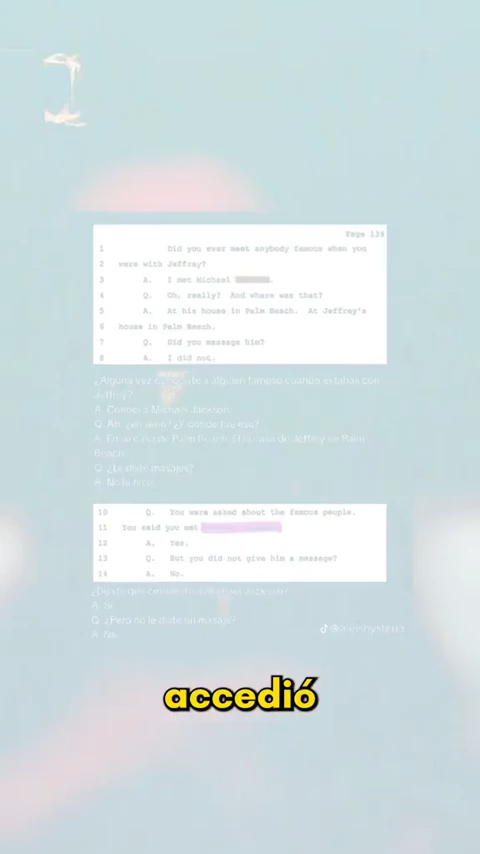 Page 139
1 Did you ever meet anybody famous when you
2 were with Jeffrey?
3 A. I met Michael
4 Q. Oh, really? And where was that?
5 A. At his house in Palm Beach. At Jeffrey's
6 house in Palm Beach.
7 Q. Did you massage him?
8 A. I did not.
¿Alguna vez conociste a alguien famoso cuando estabas con
Jeffrey?
A. Conocí a Michael Jackson.
Q. Ah, ¿en serio? ¿Y dónde fue eso?
A. En su casa de Palm Beach. En la casa de Jeffrey en Palm
Beach.
Q. ¿Le diste masajes?
A. No lo hice.
10 Q. You were asked about the famous people.
11 You said you met
12 A. Yes.
13 Q. But you did not give him a massage?
14 A. No.
A. Sí.
Q. ¿Pero no le diste un masaje?
A. No.
accedió